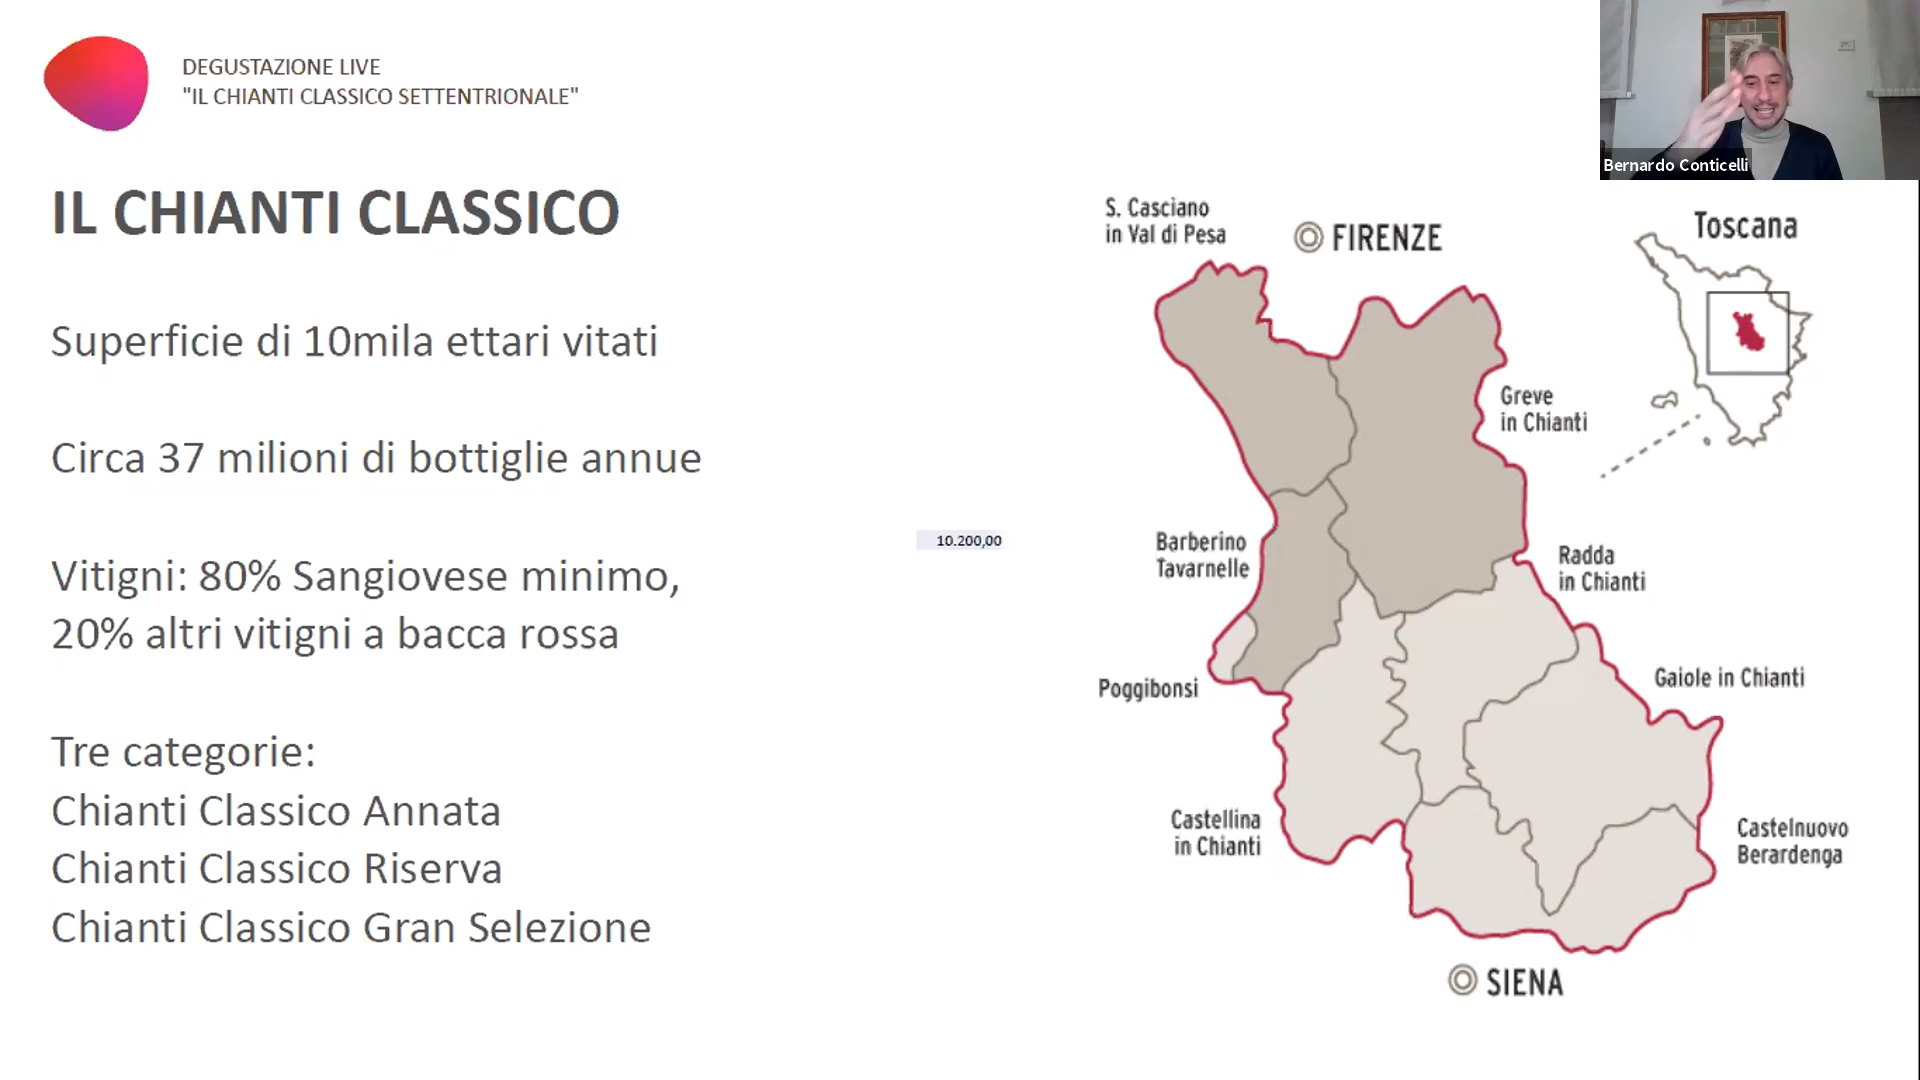 DEGUSTAZIONE LIVE
"IL CHIANTI CLASSICO SETTENTRIONALE"
Bernardo Conticelli
IL CHIANTI CLASSICO
Superficie di 10mila ettari vitati
Circa 37 milioni di bottiglie annue
Vitigni: 80% Sangiovese minimo,
20% altri vitigni a bacca rossa
Tre categorie:
Chianti Classico Annata
Chianti Classico Riserva
Chianti Classico Gran Selezione
10.200,00
S. Casciano
in Val di Pesa
FIRENZE
Toscana
Greve
in Chianti
Barberino
Tavarnelle
Radda
in Chianti
Poggibonsi
Gaiole in Chianti
Castellina
in Chianti
Castelnuovo
Berardenga
SIENA